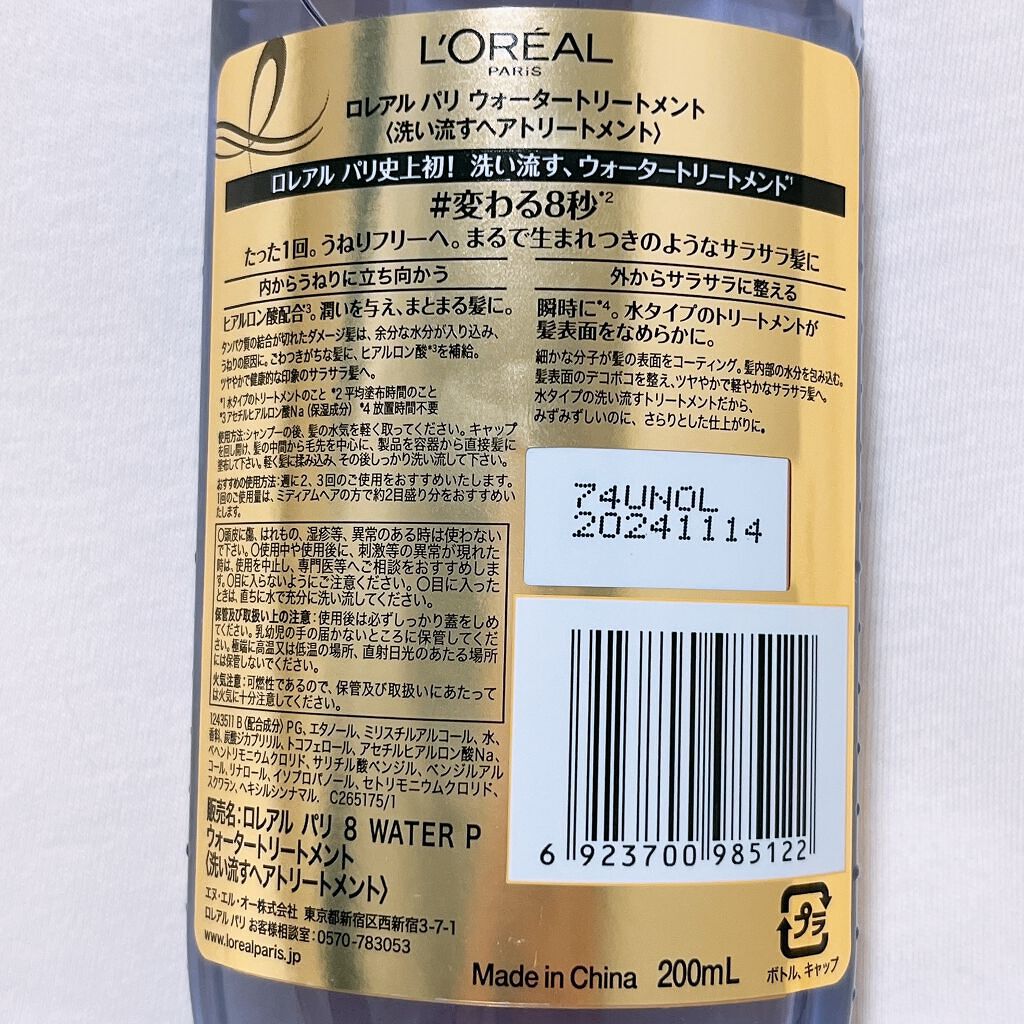 L'ORÉAL
PARIS
ロレアル パリ ウォータートリートメント
〈洗い流すヘアトリートメント〉
ロレアル パリ史上初! 洗い流す、ウォータートリートメント*1
#変わる8秒*2
たった1回。うねりフリーへ。まるで生まれつきのようなサラサラ髪に
内からうねりに立ち向かう
ヒアルロン酸配合*3。潤いを与え、まとまる髪に。
タンパク質の結合が切れたダメージ髪は、余分な水分が入り込み、
うねりの原因に。ごわつきがちな髪に、ヒアルロン酸*3を補給。
ツヤやかで健康的な印象のサラサラ髪へ。
*1 水タイプのトリートメントのこと *2 平均塗布時間のこと
*3 アセチルヒアルロン酸Na（保湿成分） *4 放置時間不要
外からサラサラに整える
瞬時に*4。水タイプのトリートメントが
髪表面をなめらかに。
細かな分子が髪の表面をコーティング。髪内部の水分を包み込む。
髪表面のデコボコを整え、ツヤやかで軽やかなサラサラ髪へ。
水タイプの洗い流すトリートメントだから、
みずみずしいのに、さらりとした仕上がりに。
使用方法:シャンプーの後、髪の水気を軽く取ってください。キャップ
を回し開け、髪の中間から毛先を中心に、製品を容器から直接髪に
塗布して下さい。軽く髪に揉み込み、その後しっかり洗い流して下さい。
おすすめの使用方法:週に2、3回のご使用をおすすめいたします。
1回のご使用量は、ミディアムヘアの方で約2目盛り分をおすすめい
たします。
〇頭皮に傷、はれもの、湿疹等、異常のある時は使わない
で下さい。〇使用中や使用後に、刺激等の異常が現れた
時は、使用を中止し、専門医等へご相談をおすすめしま
す。〇目に入らないようにご注意ください。〇目に入った
ときは、直ちに水で充分に洗い流してください。
保管及び取扱い上の注意:使用後は必ずしっかり蓋をしめ
てください。乳幼児の手の届かないところに保管してくだ
さい。極端に高温又は低温の場所、直射日光のあたる場所
には保管しないでください。
火気注意:可燃性であるので、保管及び取扱いにあたって
は火気に十分注意してください。
1243511 B〈配合成分〉PG、エタノール、ミリスチルアルコール、水、
香料、炭酸ジカプリリル、トコフェロール、アセチルヒアルロン酸Na、
ベヘントリモニウムクロリド、サリチル酸ベンジル、ベンジルアル
コール、リナロール、イソプロパノール、セトリモニウムクロリド、
スクワラン、ヘキシルシンナマル. C265175/1
販売名:ロレアル パリ 8 WATER P
ウォータートリートメント
〈洗い流すヘアトリートメント〉
エヌ・エル・オー株式会社 東京都新宿区西新宿3-7-1
ロレアル パリ お客様相談室:0570-783053
www.lorealparis.jp
74UN0L
20241114
6 923700 985122
プラ
ボトル、キャップ
Made in China 200mL